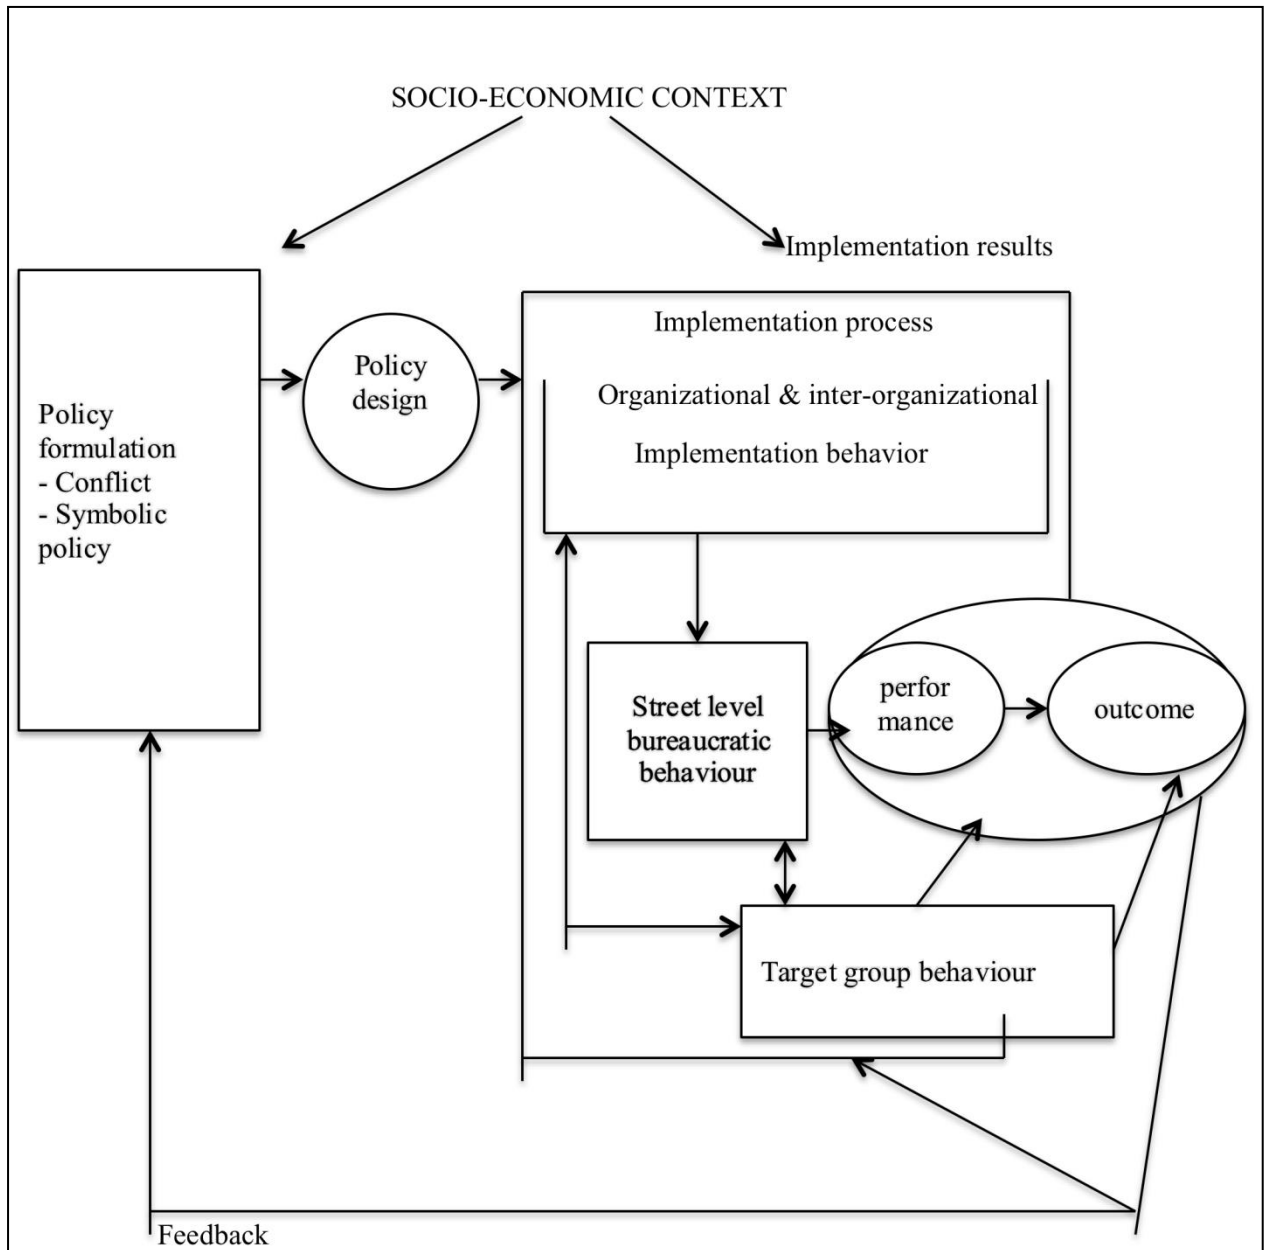 SOCIO-ECONOMIC CONTEXT
Implementation results
Policy
formulation
- Conflict
- Symbolic
policy
Policy
design
Implementation process
Organizational & inter-organizational
Implementation behavior
Street level
bureaucratic
behaviour
perfor
mance
outcome
Target group behaviour
Feedback